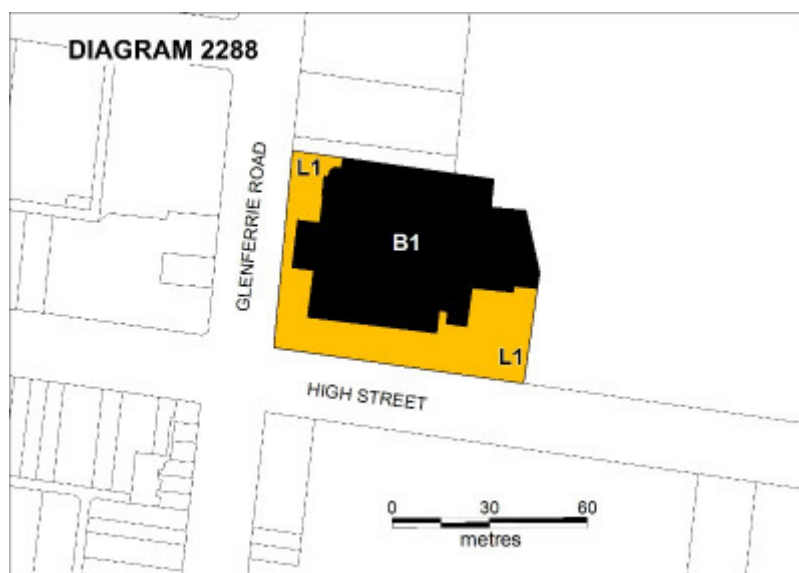 DIAGRAM 2288
GLENFERRIE ROAD
L1
B1
L1
HIGH STREET
0 30 60
metres